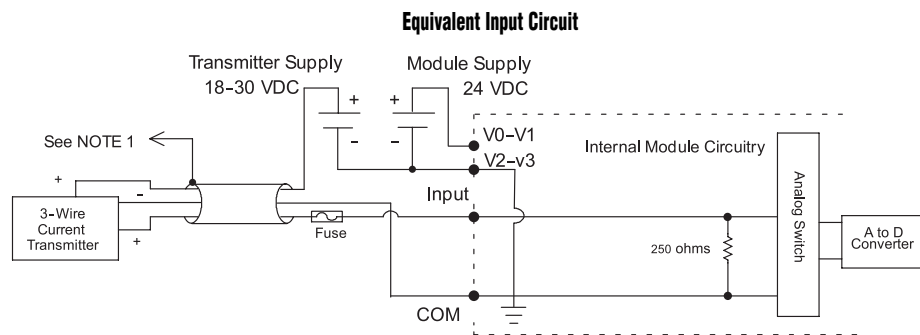 Equivalent Input Circuit
Transmitter Supply
18-30 VDC
Module Supply
24 VDC
+
-
+
-
V0-V1
V2-v3
See NOTE 1
Internal Module Circuitry
+
-
+
3-Wire
Current
Transmitter
Input
Fuse
250 ohms
Analog Switch
A to D
Converter
COM